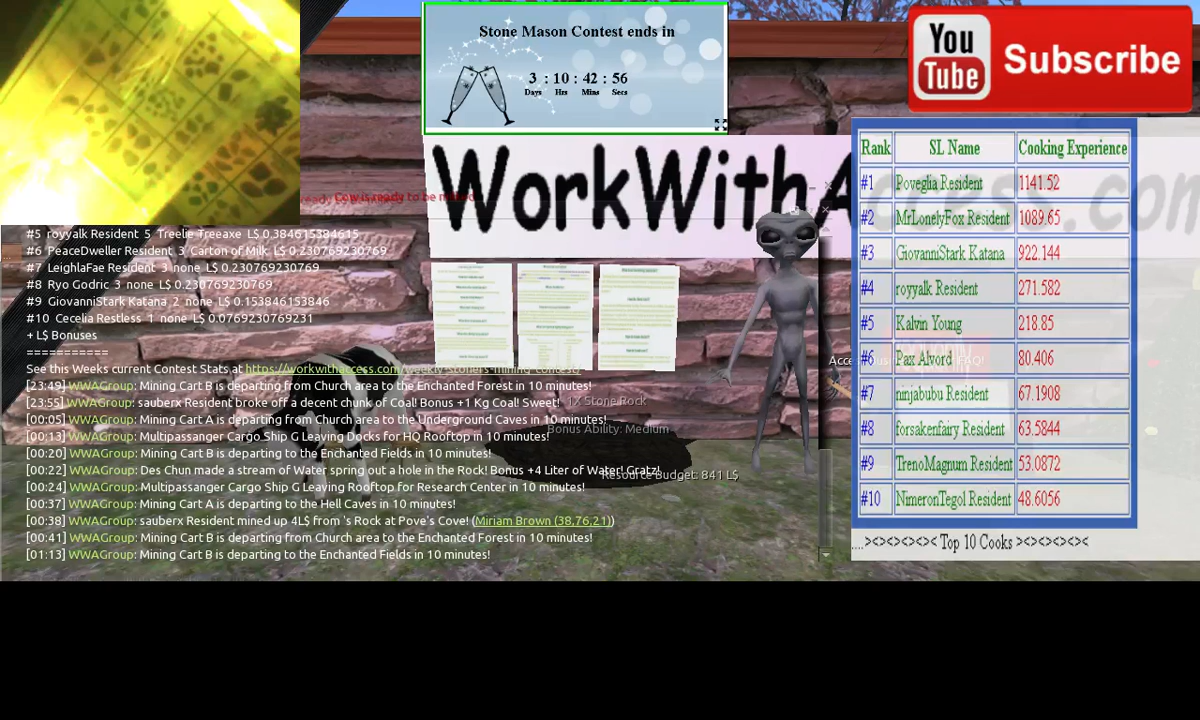 Stone Mason Contest ends in
3 : 10 : 42 : 56
Days Hrs Mins Secs
You Tube Subscribe
WorkWithAccess.com
Cow is ready to be milked
#5 royyalk Resident 5 Treelie Treeaxe L$ 0.384615384615
#6 PeaceDweller Resident 3 Carton of Milk L$ 0.230769230769
#7 LeighlaFae Resident 3 none L$ 0.230769230769
#8 Ryo Godric 3 none L$ 0.230769230769
#9 GiovanniStark Katana 2 none L$ 0.153846153846
#10 Cecelia Restless 1 none L$ 0.0769230769231
+ L$ Bonuses
===========
See this Weeks current Contest Stats at https://workwithaccess.com/weekly-stoners-mining-contest/
[23:49] WWAGroup: Mining Cart B is departing from Church area to the Enchanted Forest in 10 minutes!
[23:55] WWAGroup: sauberx Resident broke off a decent chunk of Coal! Bonus +1 Kg Coal! Sweet!
[00:05] WWAGroup: Mining Cart A is departing from Church area to the Underground Caves in 10 minutes!
[00:13] WWAGroup: Multipassanger Cargo Ship G Leaving Docks for HQ Rooftop in 10 minutes!
[00:20] WWAGroup: Mining Cart B is departing to the Enchanted Fields in 10 minutes!
[00:22] WWAGroup: Des Chun made a stream of Water spring out a hole in the Rock! Bonus +4 Liter of Water! Gratz!
[00:24] WWAGroup: Multipassanger Cargo Ship G Leaving Rooftop for Research Center in 10 minutes!
[00:37] WWAGroup: Mining Cart A is departing to the Hell Caves in 10 minutes!
[00:38] WWAGroup: sauberx Resident mined up 4L$ from 's Rock at Pove's Cove! (Miriam Brown (38,76,21))
[00:41] WWAGroup: Mining Cart B is departing from Church area to the Enchanted Forest in 10 minutes!
[01:13] WWAGroup: Mining Cart B is departing to the Enchanted Fields in 10 minutes!
1X Stone Rock
Bonus Ability: Medium
Resource Budget: 841 L$
Rank SL Name Cooking Experience
#1 Poveglia Resident 1141.52
#2 MrLonelyFox Resident 1089.65
#3 GiovanniStark Katana 922.144
#4 royyalk Resident 271.582
#5 Kalvin Young 218.85
#6 Pax Alvord 80.406
#7 ninjabubu Resident 67.1908
#8 forsakenfairy Resident 63.5844
#9 TrenoMagnum Resident 53.0872
#10 NimeronTegol Resident 48.6056
....><><><><>< Top 10 Cooks ><><><><><